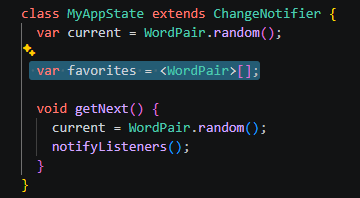 class MyAppState extends ChangeNotifier {
  var current = WordPair.random();
  var favorites = <WordPair>[];
  void getNext() {
    current = WordPair.random();
    notifyListeners();
  }
}